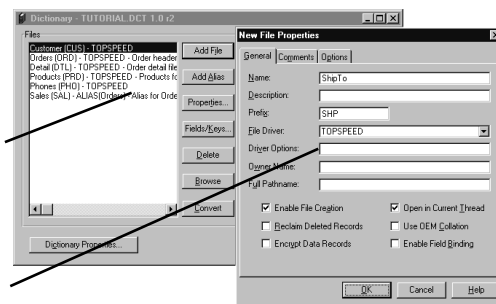 Dictionary - TUTORIAL.DCT 1.0 r2
Files
Customer (CUS) - TOPSPEED
Orders (ORD) - TOPSPEED - Order header
Detail (DTL) - TOPSPEED - Order detail file
Products (PRD) - TOPSPEED - Products fo
Phones (PHO) - TOPSPEED
Sales (SAL) - ALIAS(Orders) - Alias for Orde
Add File
Add Alias
Properties...
Fields/Keys...
Delete
Browse
Convert
Dictionary Properties...
New File Properties
General
Comments
Options
Name:
ShipTo
Description:
Prefix:
SHP
File Driver:
TOPSPEED
Driver Options:
Owner Name:
Full Pathname:
Enable File Creation
Open in Current Thread
Reclaim Deleted Records
Use OEM Collation
Encrypt Data Records
Enable Field Binding
OK
Cancel
Help